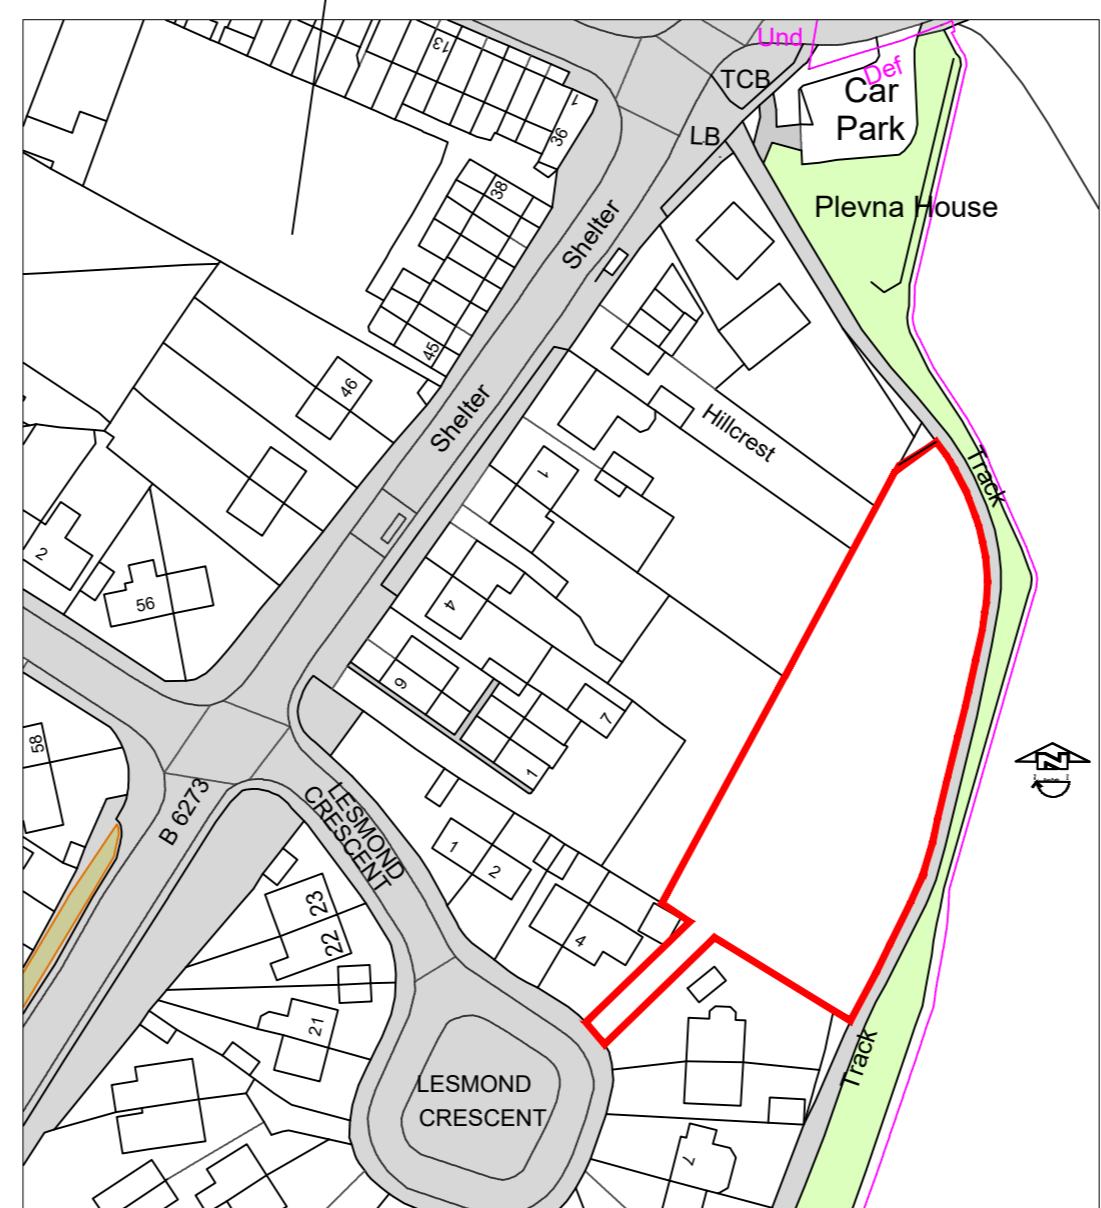 Und
13
TCB
Def
Car
Park
1
36
LB
38
Plevna House
Shelter
45
46
Shelter
Hillcrest
1
Track
2
56
4
9
7
58
1
N
B 6273
LESMOND
CRESCENT
1
2
23
22
4
21
Track
LESMOND
CRESCENT
7